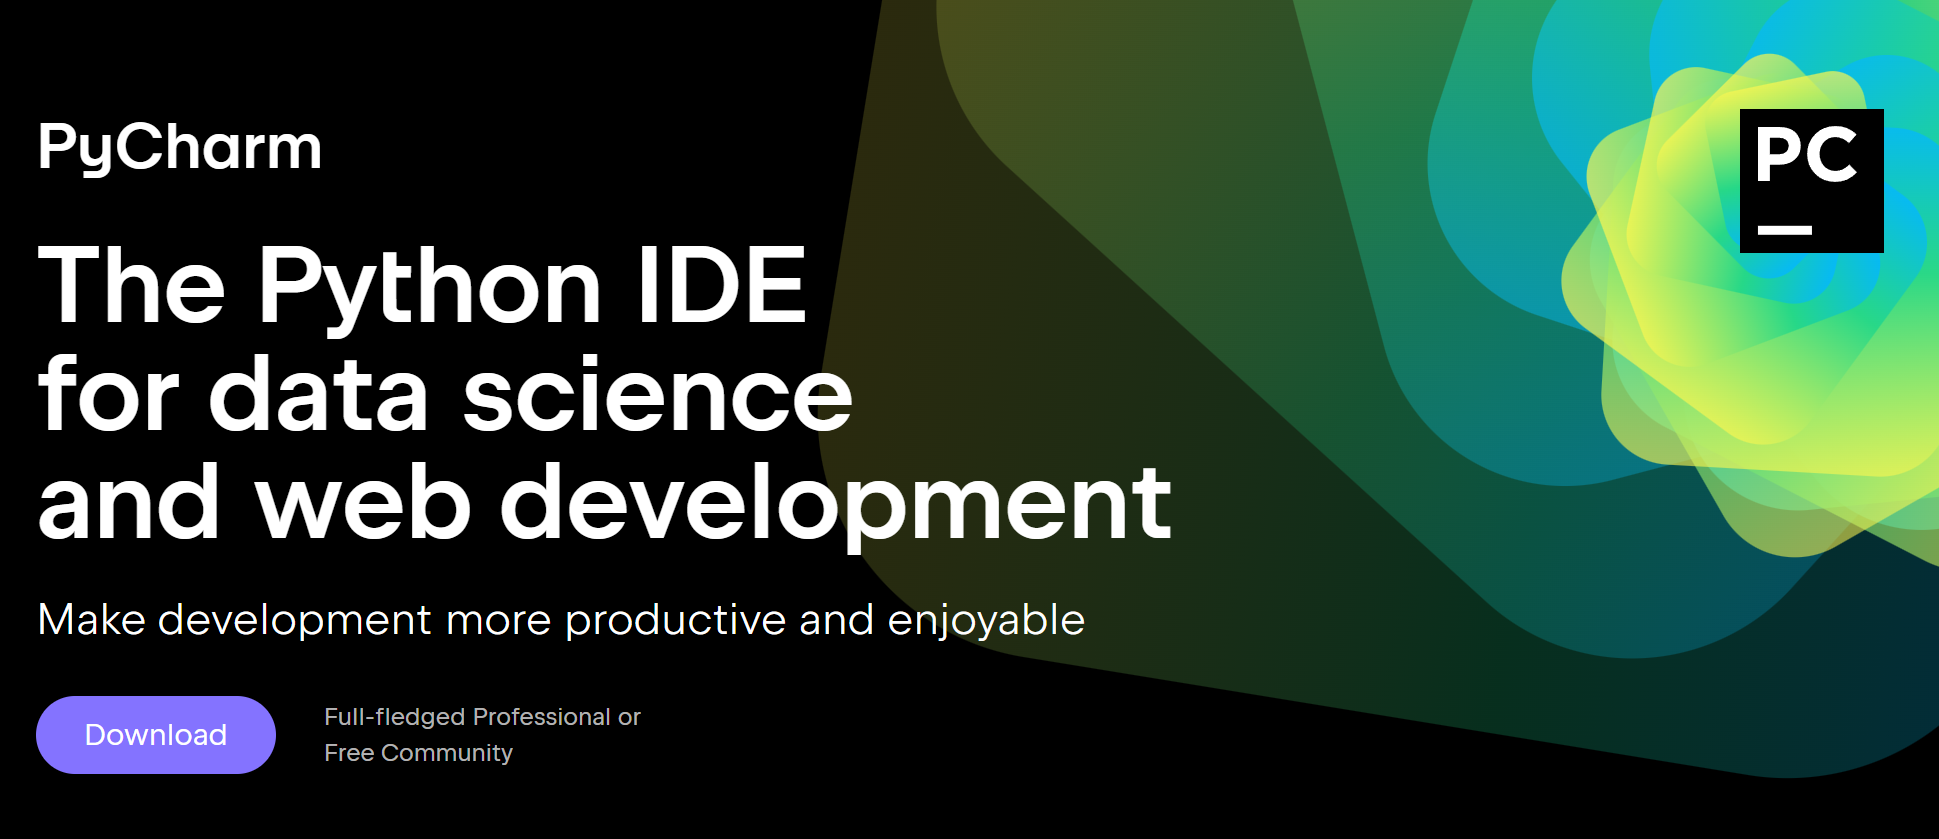 PyCharm
PC
The Python IDE
for data science
and web development
Make development more productive and enjoyable
Download
Full-fledged Professional or
Free Community